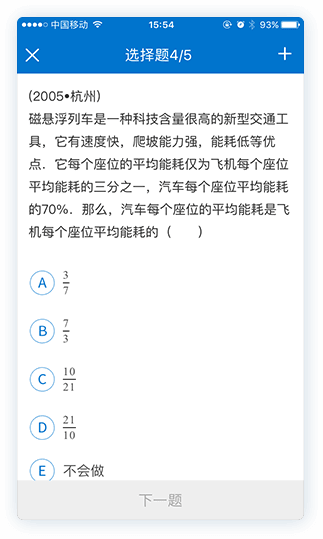 中国移动 15:54 93%
选择题4/5
(2005•杭州)
磁悬浮列车是一种科技含量很高的新型交通工
具，它有速度快，爬坡能力强，能耗低等优
点．它每个座位的平均能耗仅为飞机每个座位
平均能耗的三分之一，汽车每个座位平均能耗
的70%．那么，汽车每个座位的平均能耗是飞
机每个座位平均能耗的（　　）
A 3/7
B 7/3
C 10/21
D 21/10
E 不会做
下一题